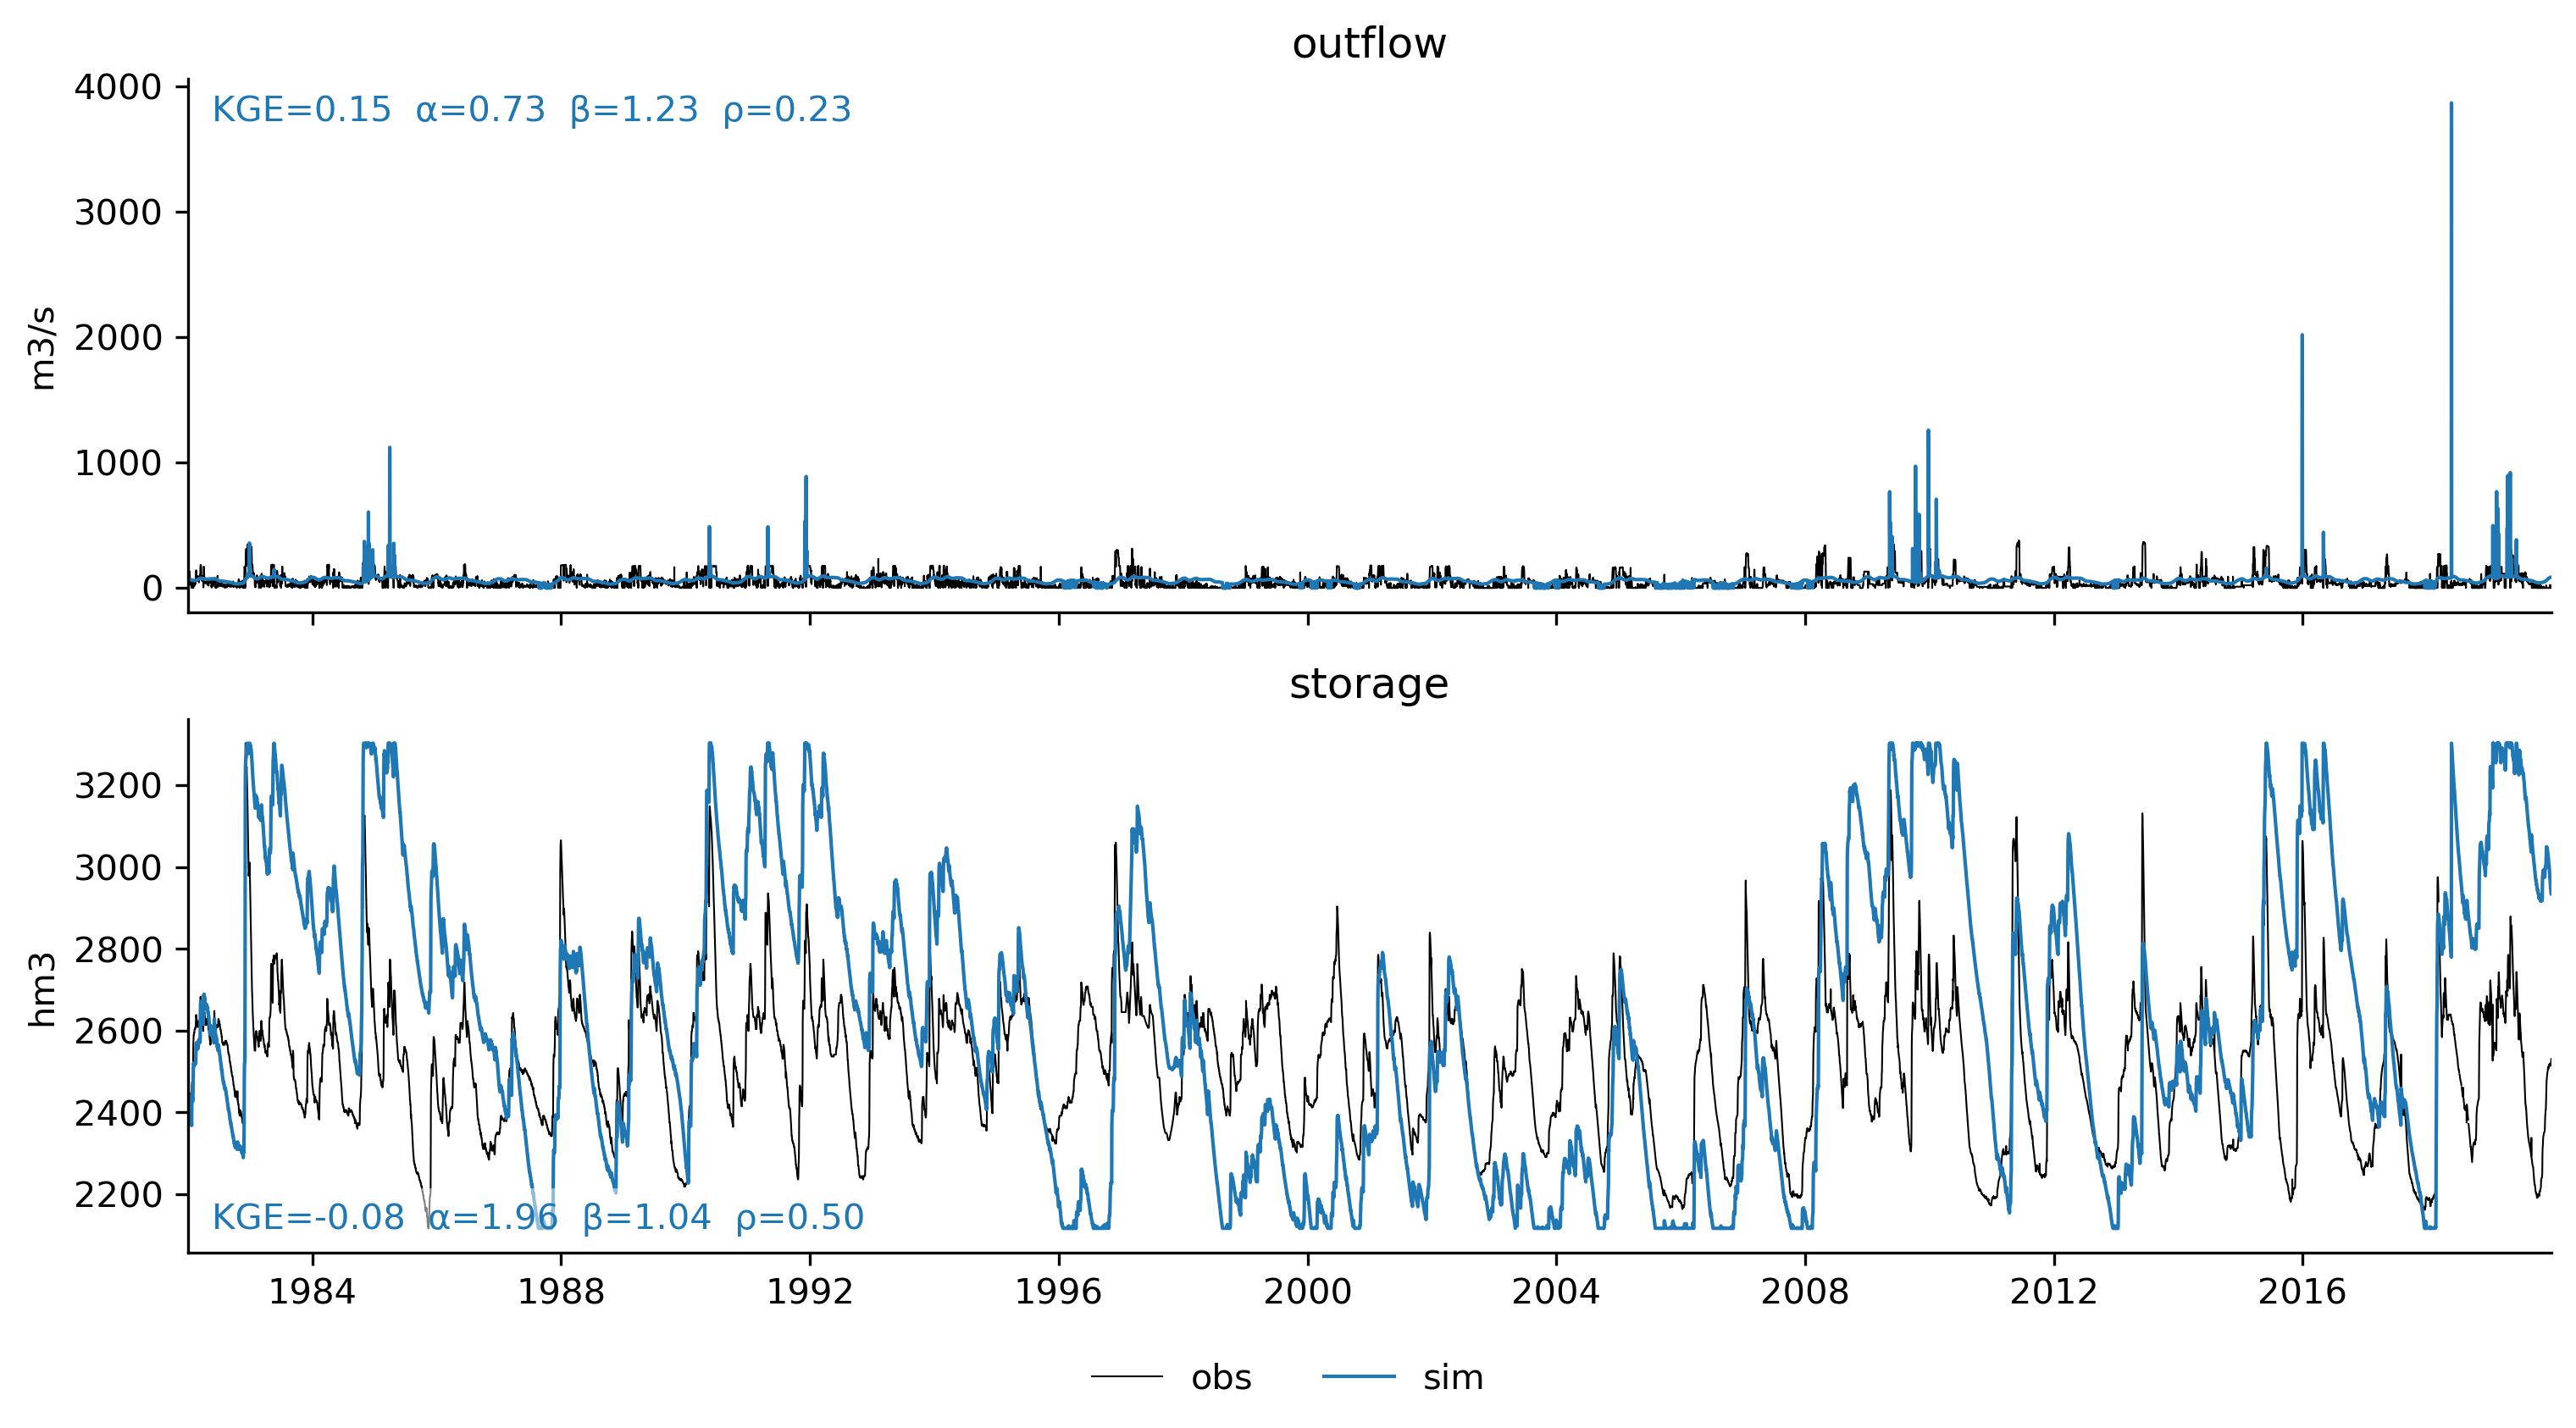 outflow
4000
KGE=0.15 α=0.73 β=1.23 ρ=0.23
3000
m3/s
2000
1000
0
storage
3200
3000
2800
hm3
2600
2400
2200
KGE=-0.08 α=1.96 β=1.04 ρ=0.50
1984 1988 1992 1996 2000 2004 2008 2012 2016
obs sim